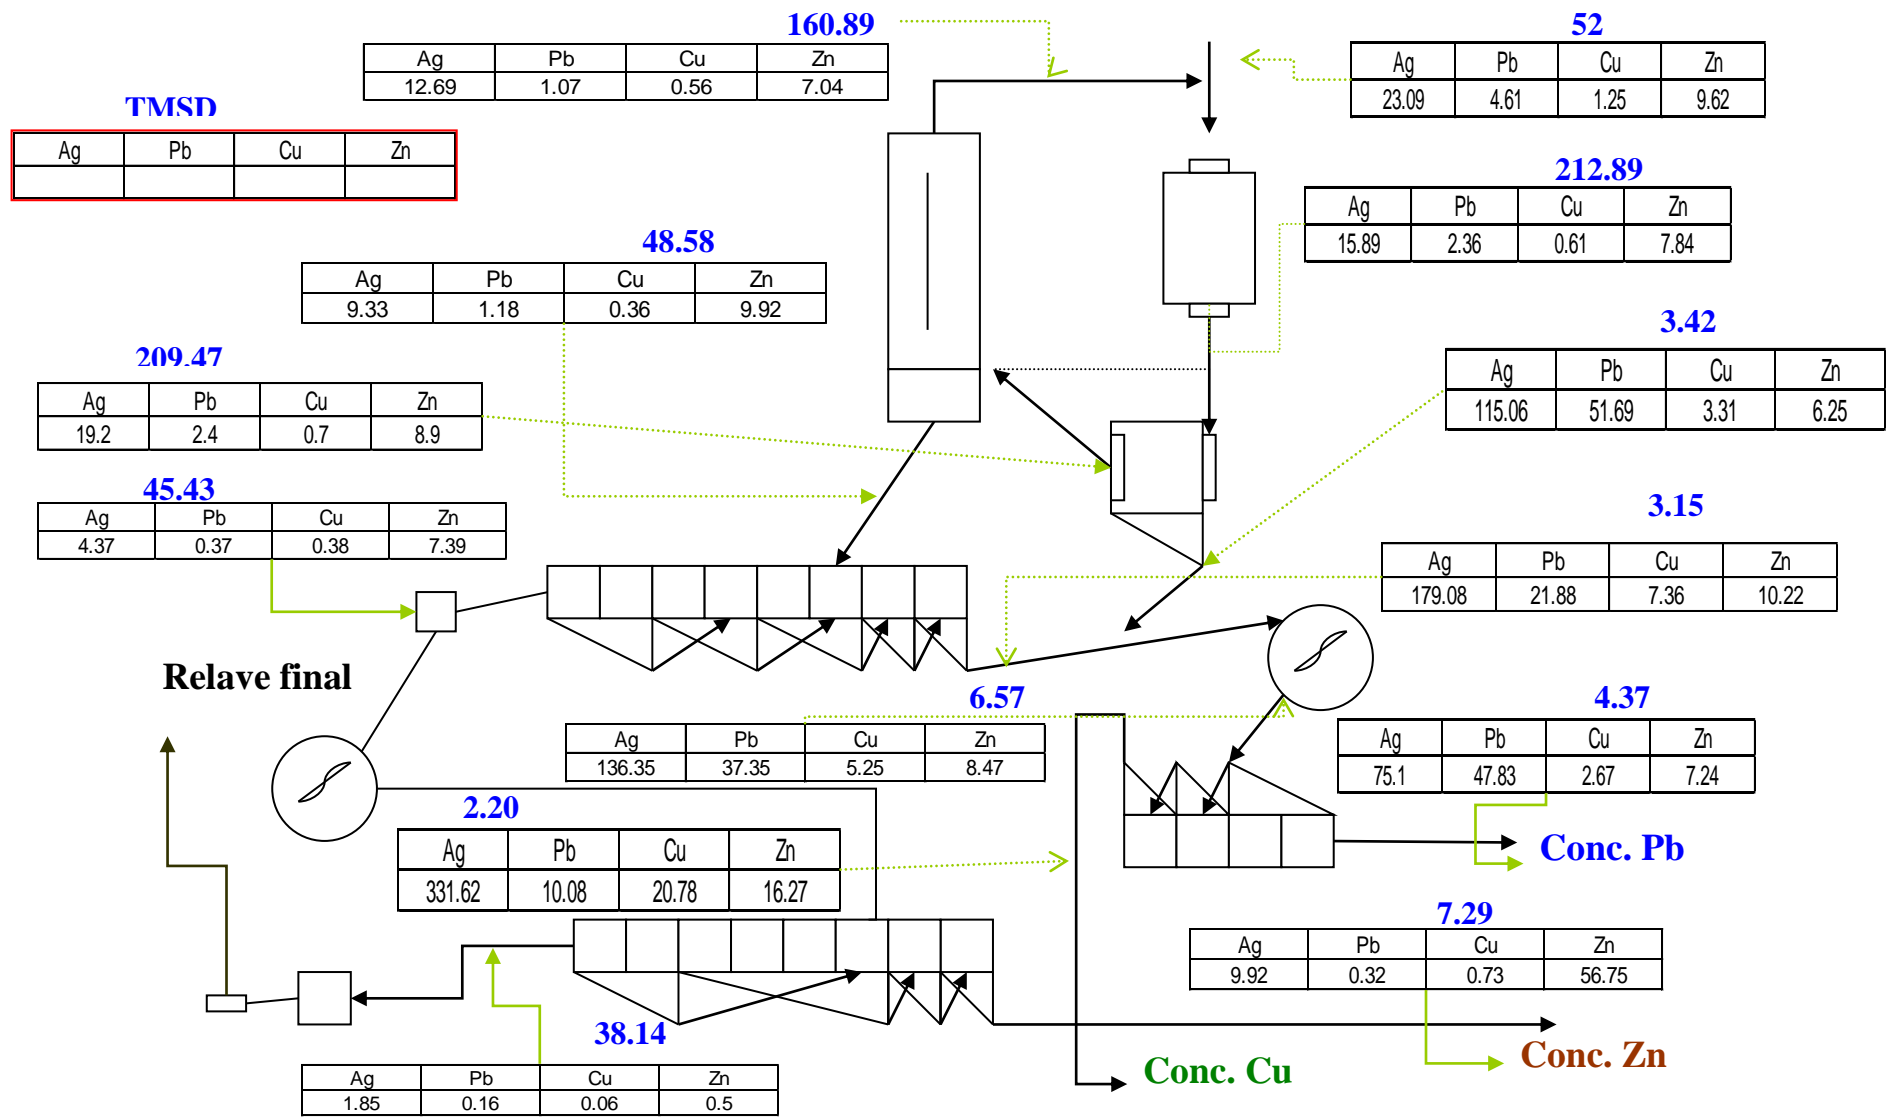 160.89
Ag Pb Cu Zn
12.69 1.07 0.56 7.04
52
Ag Pb Cu Zn
23.09 4.61 1.25 9.62
TMSD
Ag Pb Cu Zn
212.89
Ag Pb Cu Zn
15.89 2.36 0.61 7.84
48.58
Ag Pb Cu Zn
9.33 1.18 0.36 9.92
3.42
Ag Pb Cu Zn
115.06 51.69 3.31 6.25
209.47
Ag Pb Cu Zn
19.2 2.4 0.7 8.9
45.43
Ag Pb Cu Zn
4.37 0.37 0.38 7.39
3.15
Ag Pb Cu Zn
179.08 21.88 7.36 10.22
Relave final
6.57
Ag Pb Cu Zn
136.35 37.35 5.25 8.47
4.37
Ag Pb Cu Zn
75.1 47.83 2.67 7.24
2.20
Ag Pb Cu Zn
331.62 10.08 20.78 16.27
Conc. Pb
7.29
Ag Pb Cu Zn
9.92 0.32 0.73 56.75
38.14
Ag Pb Cu Zn
1.85 0.16 0.06 0.5
Conc. Cu
Conc. Zn